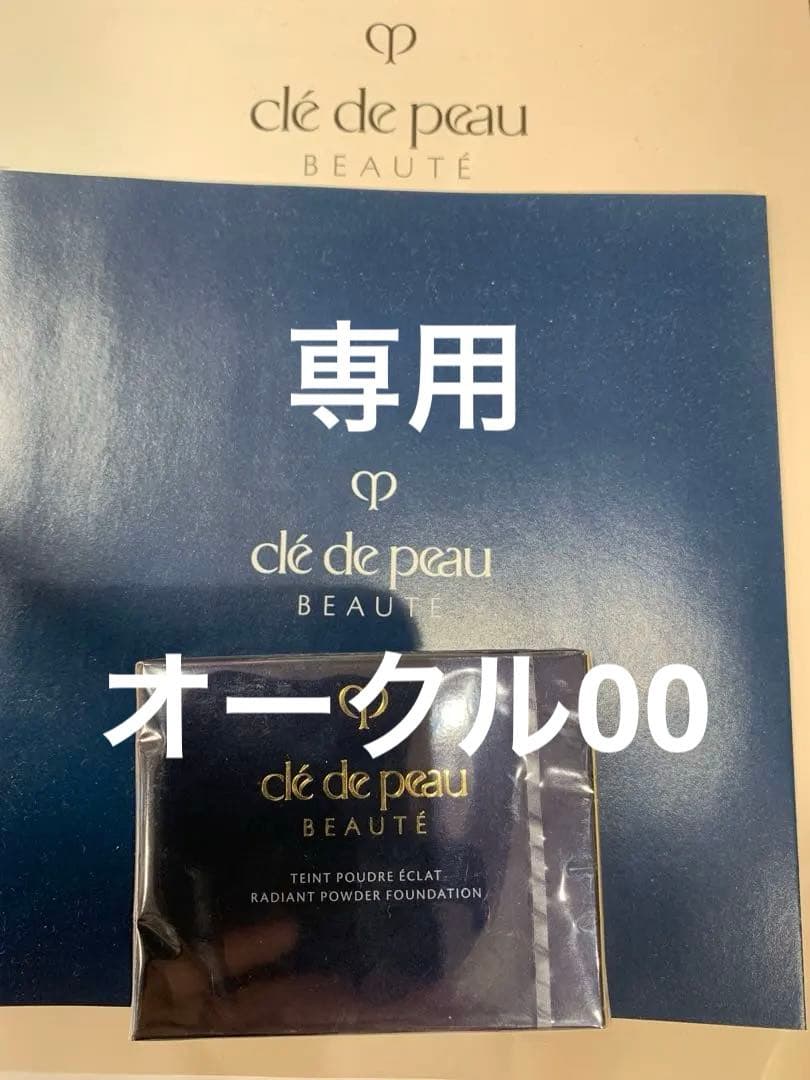 clé de peau
BEAUTÉ
専用
clé de peau
BEAUTÉ
オークル00
clé de peau
BEAUTÉ
TEINT POUDRE ÉCLAT
RADIANT POWDER FOUNDATION